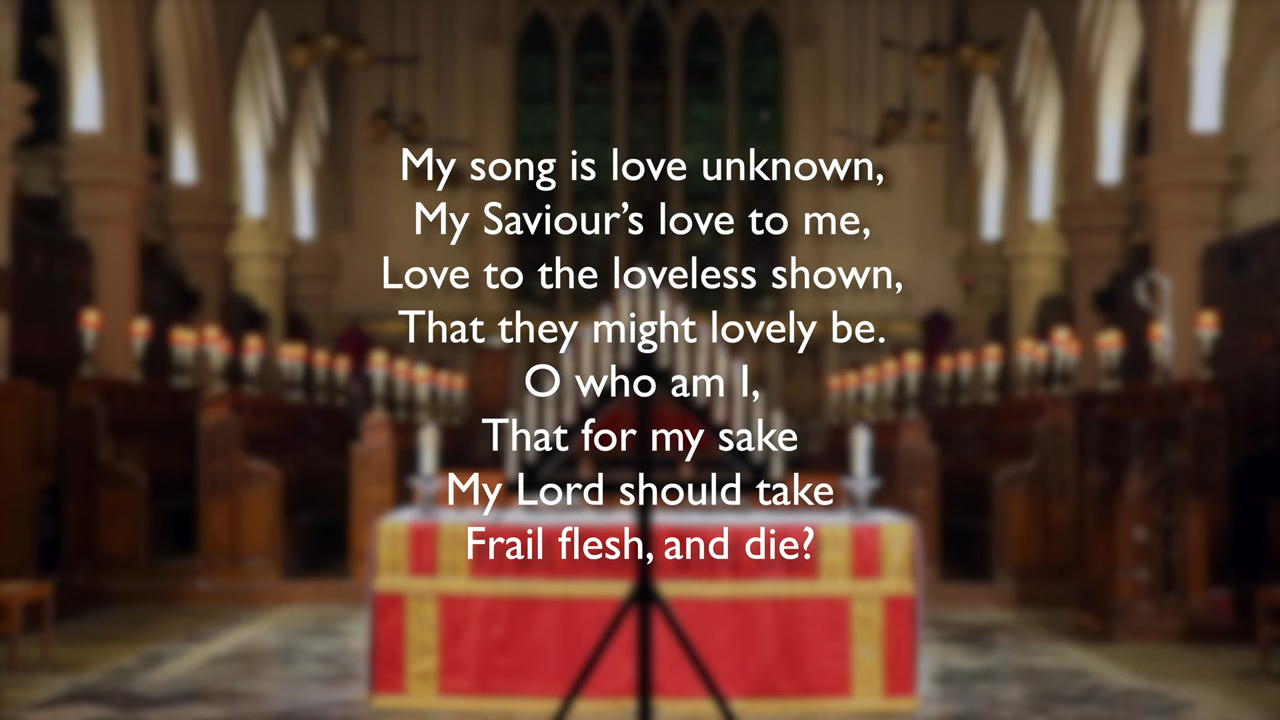 My song is love unknown,
My Saviour’s love to me,
Love to the loveless shown,
That they might lovely be.
O who am I,
That for my sake
My Lord should take
Frail flesh, and die?